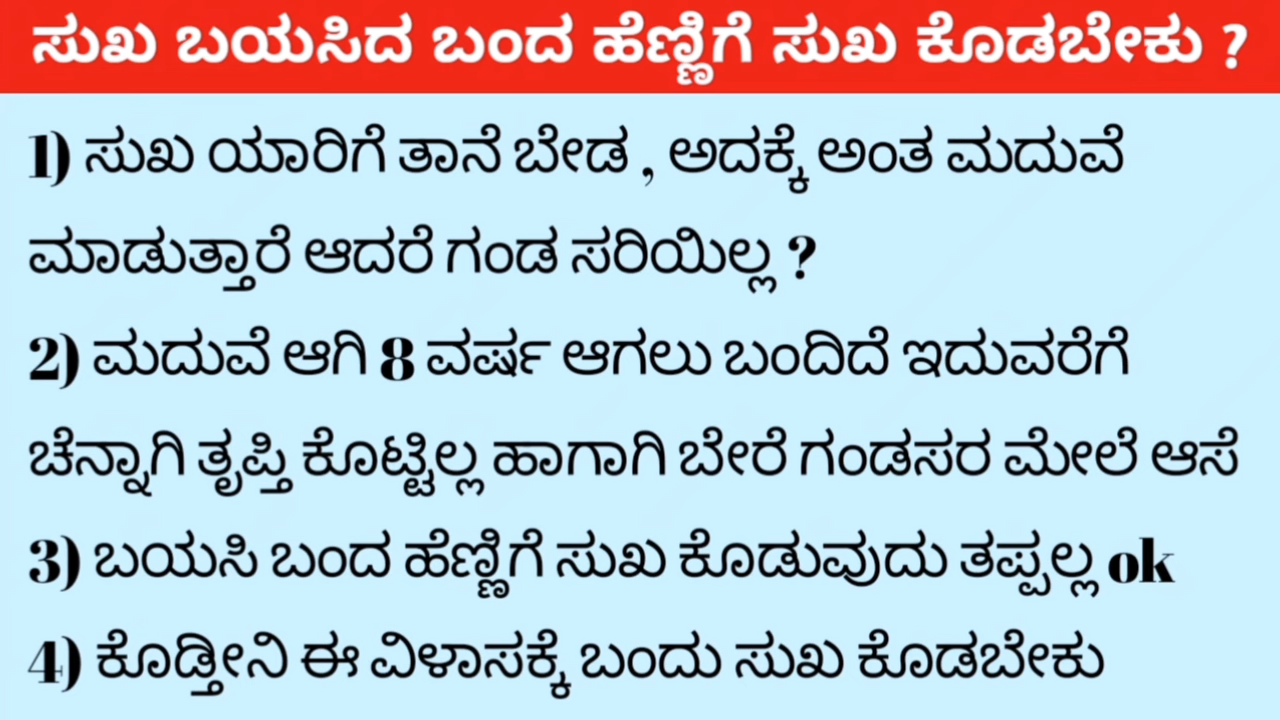 ಸುಖ ಬಯಸಿದ ಬಂದ ಹೆಣ್ಣಿಗೆ ಸುಖ ಕೊಡಬೇಕು ?
1) ಸುಖ ಯಾರಿಗೆ ತಾನೆ ಬೇಡ , ಅದಕ್ಕೆ ಅಂತ ಮದುವೆ
ಮಾಡುತ್ತಾರೆ ಆದರೆ ಗಂಡ ಸರಿಯಿಲ್ಲ ?
2) ಮದುವೆ ಆಗಿ 8 ವರ್ಷ ಆಗಲು ಬಂದಿದೆ ಇದುವರೆಗೆ
ಚೆನ್ನಾಗಿ ತೃಪ್ತಿ ಕೊಟ್ಟಿಲ್ಲ ಹಾಗಾಗಿ ಬೇರೆ ಗಂಡಸರ ಮೇಲೆ ಆಸೆ
3) ಬಯಸಿ ಬಂದ ಹೆಣ್ಣಿಗೆ ಸುಖ ಕೊಡುವುದು ತಪ್ಪಲ್ಲ ok
4) ಕೊಡ್ತೀನಿ ಈ ವಿಳಾಸಕ್ಕೆ ಬಂದು ಸುಖ ಕೊಡಬೇಕು